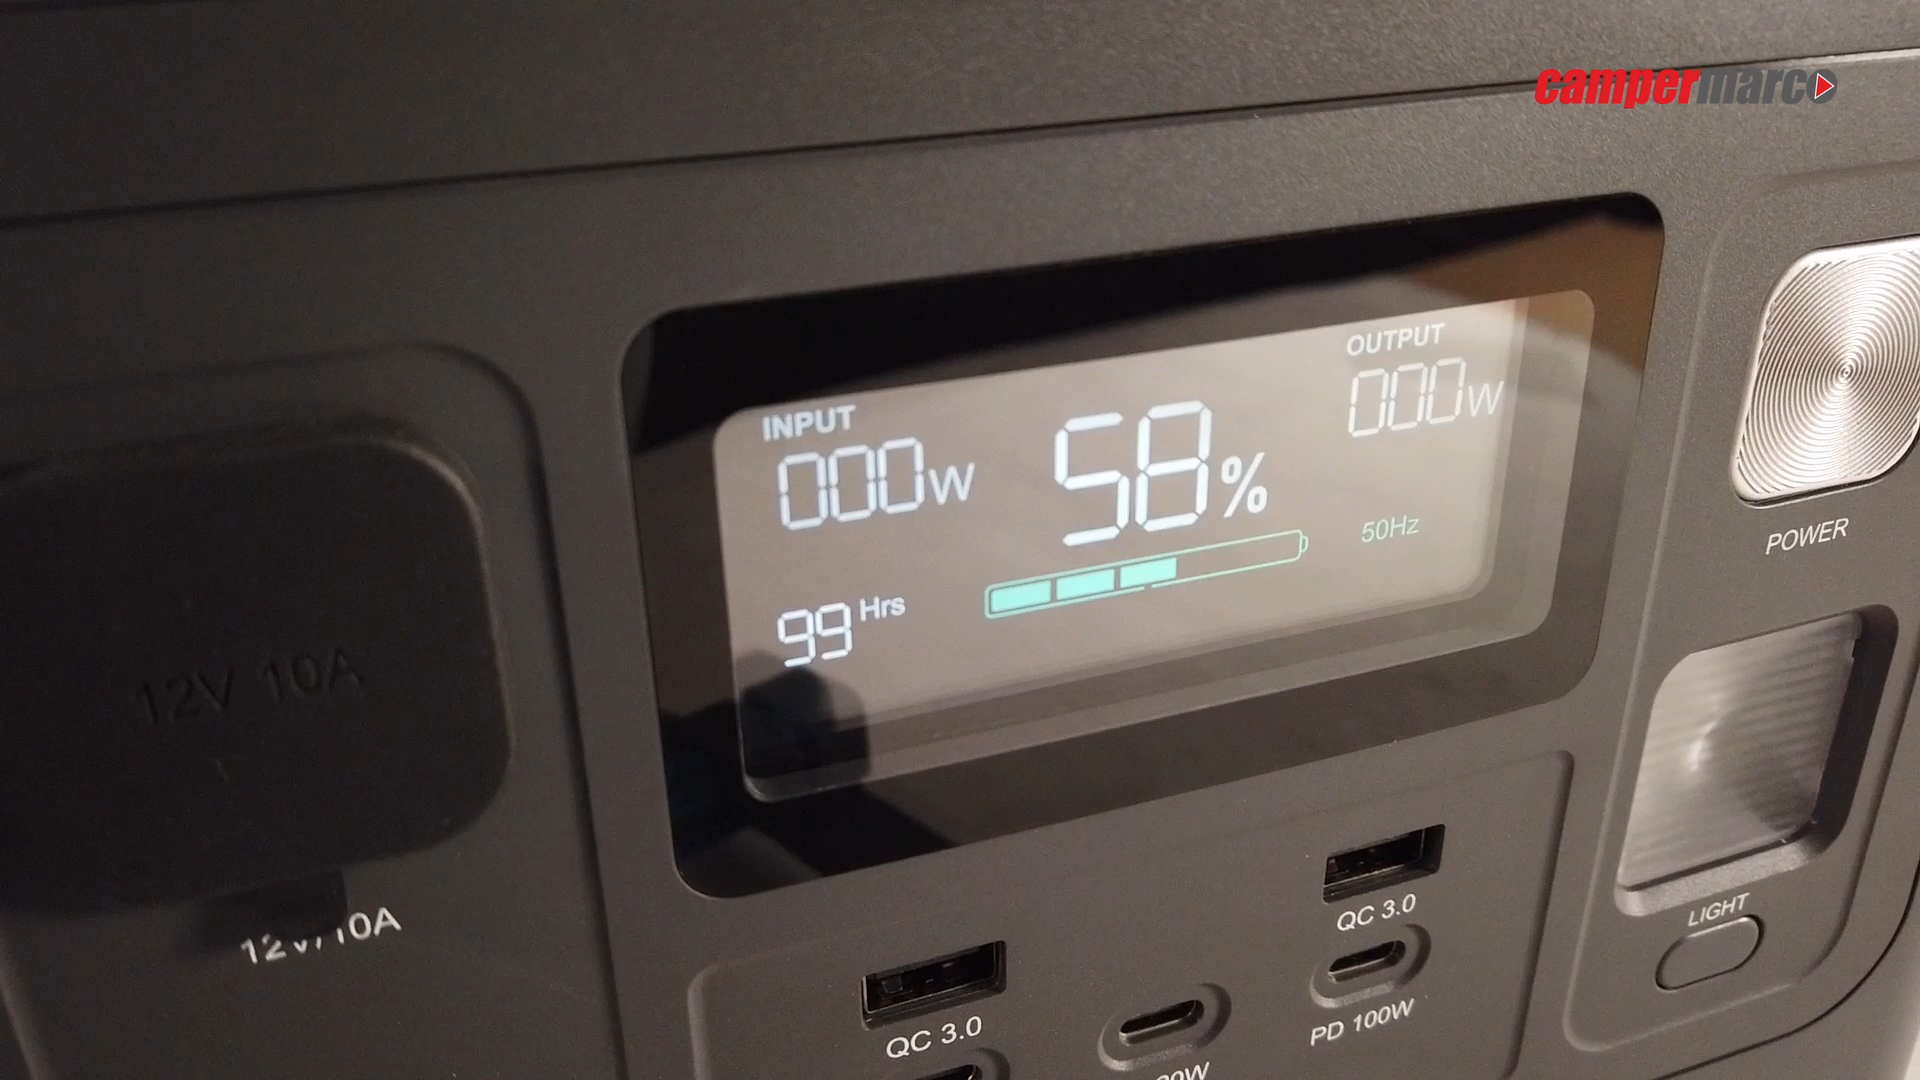 campermarco
INPUT
000W
58%
OUTPUT
000W
50Hz
99 Hrs
POWER
12V 10A
12V/10A
LIGHT
QC 3.0
QC 3.0
PD 100W